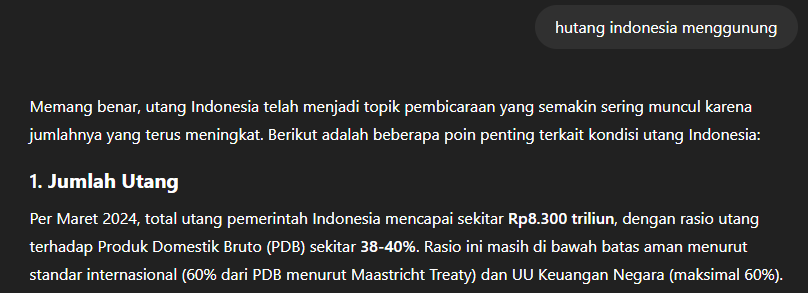 hutang indonesia menggunung
Memang benar, utang Indonesia telah menjadi topik pembicaraan yang semakin sering muncul karena
jumlahnya yang terus meningkat. Berikut adalah beberapa poin penting terkait kondisi utang Indonesia:
1. Jumlah Utang
Per Maret 2024, total utang pemerintah Indonesia mencapai sekitar Rp8.300 triliun, dengan rasio utang
terhadap Produk Domestik Bruto (PDB) sekitar 38-40%. Rasio ini masih di bawah batas aman menurut
standar internasional (60% dari PDB menurut Maastricht Treaty) dan UU Keuangan Negara (maksimal 60%).